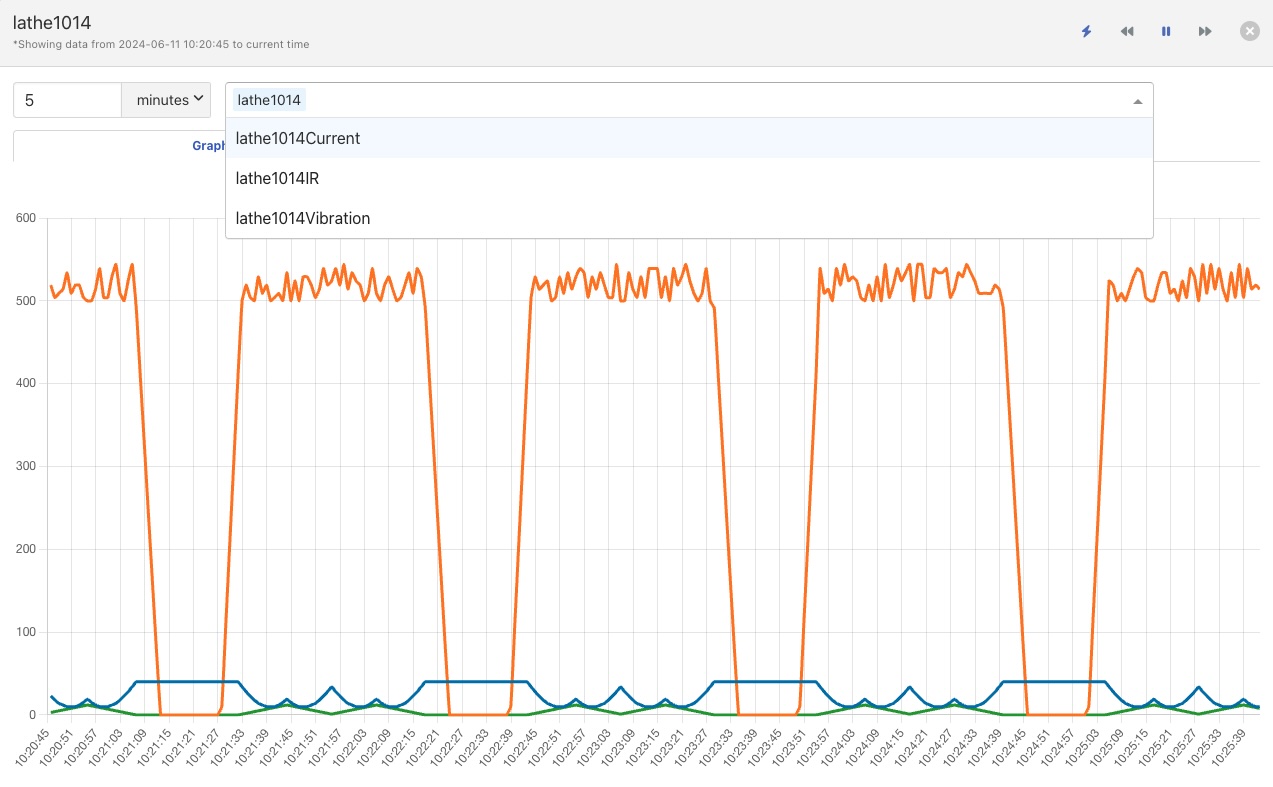 lathe1014
*Showing data from 2024-06-11 10:20:45 to current time
5 minutes lathe1014
Graph
lathe1014Current
lathe1014IR
lathe1014Vibration
600
500
400
300
200
100
0
10:20:45 10:20:51 10:20:57 10:21:03 10:21:09 10:21:15 10:21:21 10:21:27 10:21:33 10:21:39 10:21:45 10:21:51 10:21:57 10:22:03 10:22:09 10:22:15 10:22:21 10:22:27 10:22:33 10:22:39 10:22:45 10:22:51 10:22:57 10:23:03 10:23:09 10:23:15 10:23:21 10:23:27 10:23:33 10:23:39 10:23:45 10:23:51 10:23:57 10:24:03 10:24:09 10:24:15 10:24:21 10:24:27 10:24:33 10:24:39 10:24:45 10:24:51 10:24:57 10:25:03 10:25:09 10:25:15 10:25:21 10:25:27 10:25:33 10:25:39